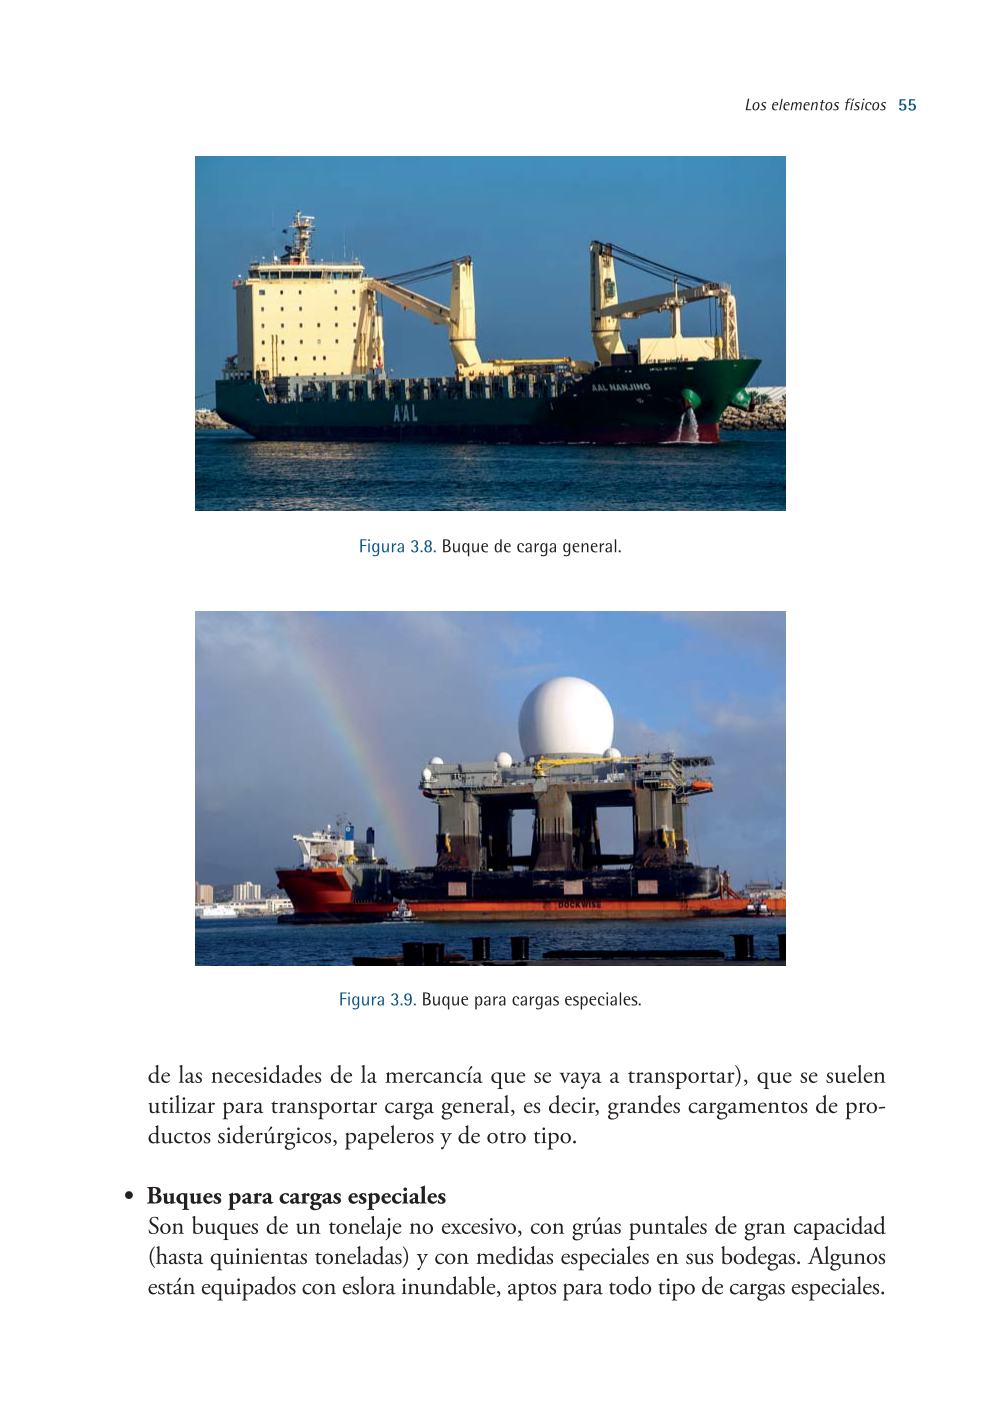 Los elementos físicos 55
AAL NANJING
AAL
Figura 3.8. Buque de carga general.
DOCKWISE
Figura 3.9. Buque para cargas especiales.
de las necesidades de la mercancía que se vaya a transportar), que se suelen
utilizar para transportar carga general, es decir, grandes cargamentos de pro-
ductos siderúrgicos, papeleros y de otro tipo.
• Buques para cargas especiales
Son buques de un tonelaje no excesivo, con grúas puntales de gran capacidad
(hasta quinientas toneladas) y con medidas especiales en sus bodegas. Algunos
están equipados con eslora inundable, aptos para todo tipo de cargas especiales.